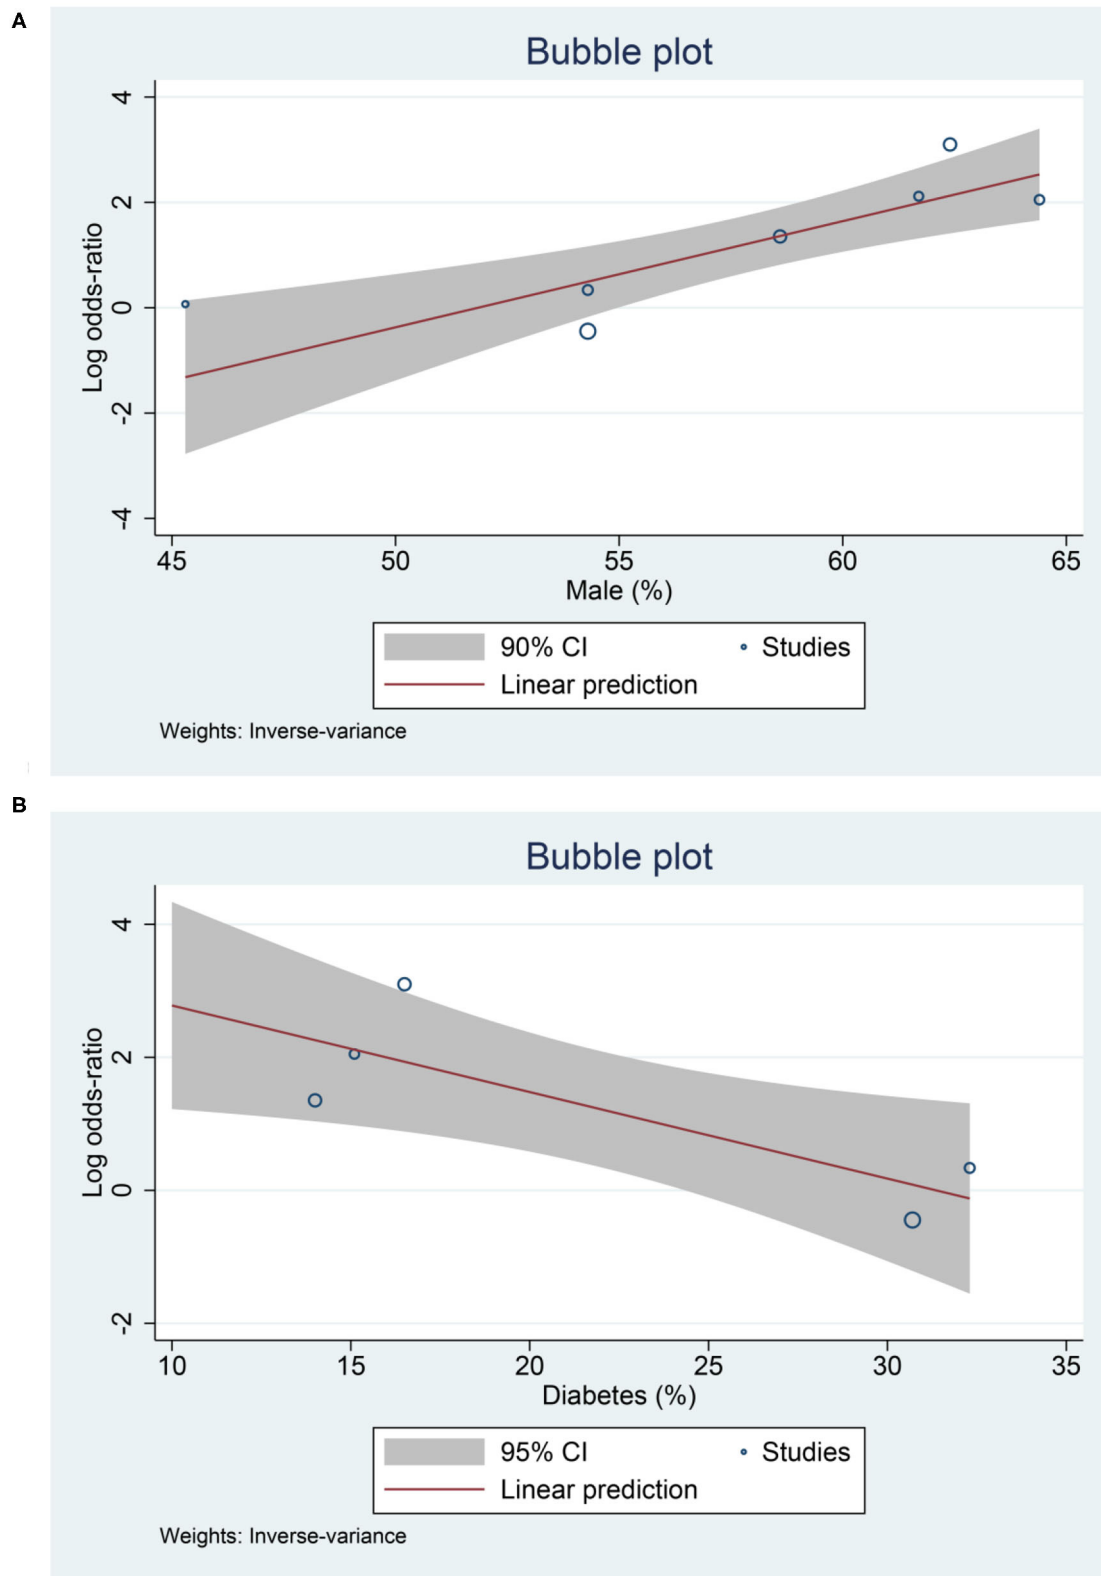 A
Bubble plot
4
2
0
-2
-4
Log odds-ratio
45 50 55 60 65
Male (%)
90% CI Studies
Linear prediction
Weights: Inverse-variance
B
Bubble plot
4
2
0
-2
Log odds-ratio
10 15 20 25 30 35
Diabetes (%)
95% CI Studies
Linear prediction
Weights: Inverse-variance